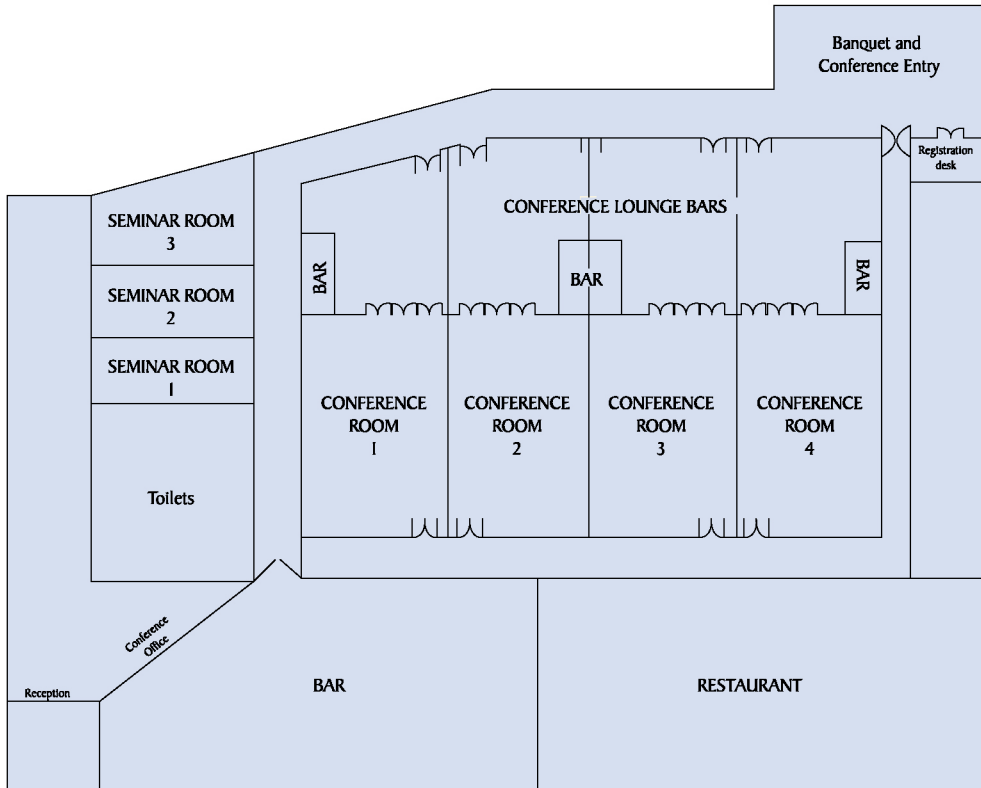 Banquet and
Conference Entry
Registration
desk
CONFERENCE LOUNGE BARS
SEMINAR ROOM
3
SEMINAR ROOM
2
SEMINAR ROOM
1
BAR
BAR
BAR
CONFERENCE
ROOM
1
CONFERENCE
ROOM
2
CONFERENCE
ROOM
3
CONFERENCE
ROOM
4
Toilets
Conference
Office
Reception
BAR
RESTAURANT